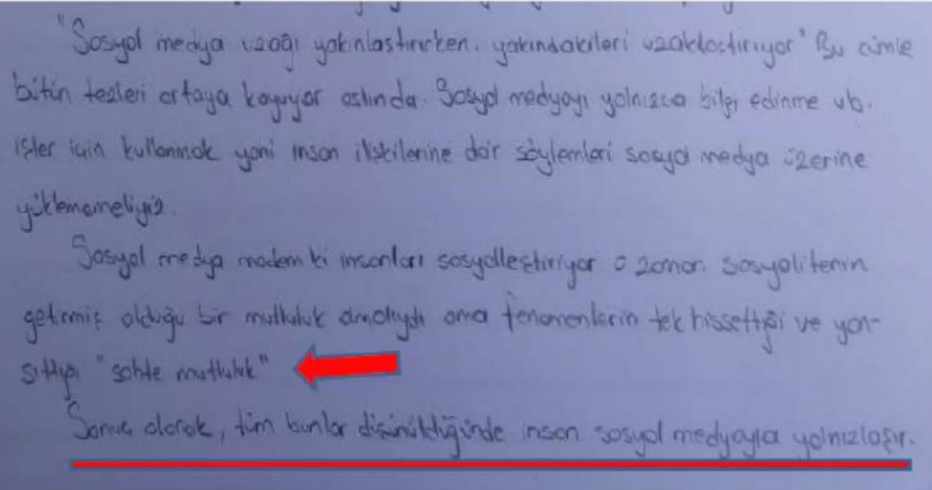 "Sosyal medya uzağı yakınlaştırırken, yakındakileri uzaklaştırıyor" Bu cümle
bütün tezleri ortaya koyuyor aslında. Sosyal medyayı yalnızca bilgi edinme vb.
işler için kullanmak yani insan ilişkilerine dair söylemleri sosyal medya üzerine
yüklememeliyiz.
Sosyal medya madem ki insanları sosyalleştiriyor o zaman sosyalitenin
getirmiş olduğu bir mutluluk olmalıydı ama fenomenlerin tek hissettiği ve yan-
sıttığı "sahte mutluluk"
Sonuç olarak, tüm bunlar düşünüldüğünde insan sosyal medyayla yalnızlaşır.